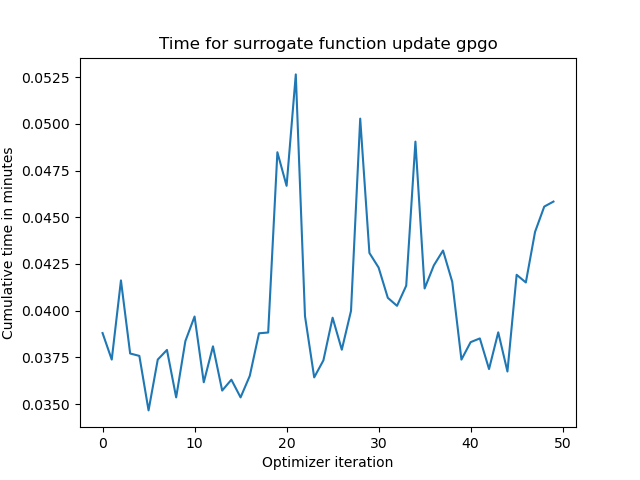 Time for surrogate function update gpgo
Cumulative time in minutes
0.0525
0.0500
0.0475
0.0450
0.0425
0.0400
0.0375
0.0350
0 10 20 30 40 50
Optimizer iteration